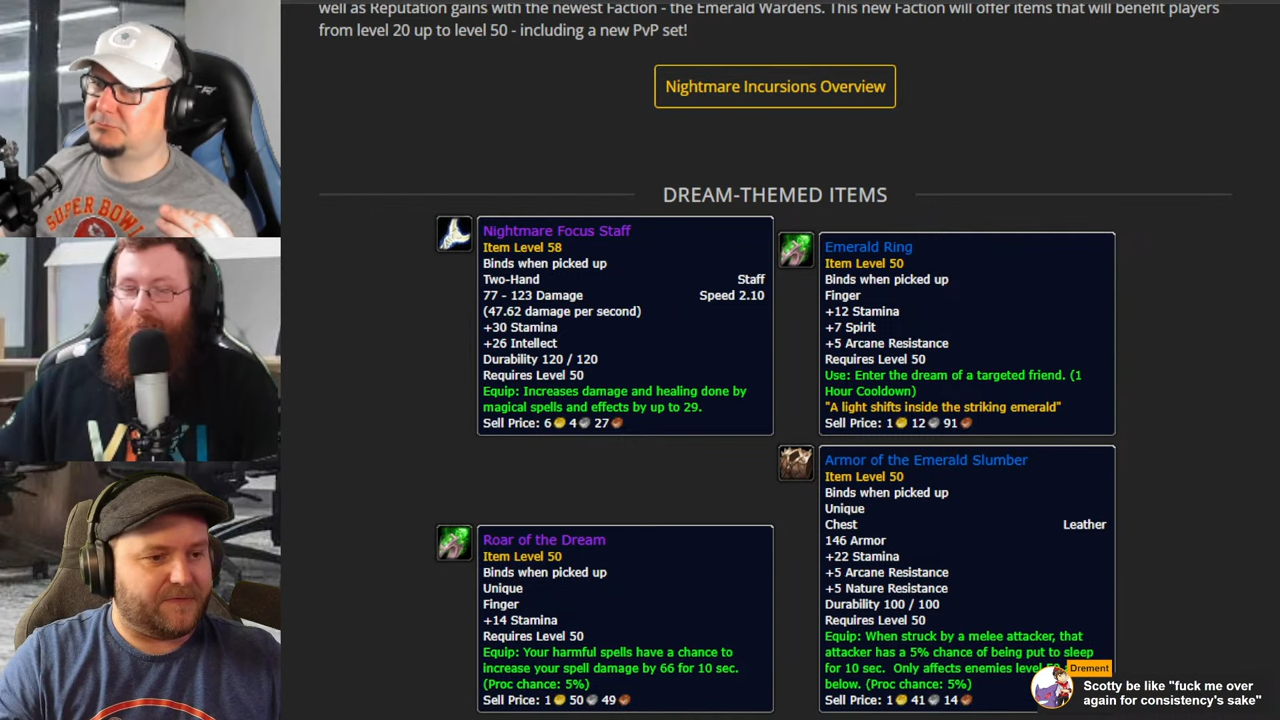 well as Reputation gains with the newest Faction - the Emerald Wardens. This new Faction will offer items that will benefit players
from level 20 up to level 50 - including a new PvP set!
Nightmare Incursions Overview
DREAM-THEMED ITEMS
Nightmare Focus Staff
Item Level 58
Binds when picked up
Two-Hand Staff
77 - 123 Damage Speed 2.10
(47.62 damage per second)
+30 Stamina
+26 Intellect
Durability 120 / 120
Requires Level 50
Equip: Increases damage and healing done by
magical spells and effects by up to 29.
Sell Price: 6 4 27
Emerald Ring
Item Level 50
Binds when picked up
Finger
+12 Stamina
+7 Spirit
+5 Arcane Resistance
Requires Level 50
Use: Enter the dream of a targeted friend. (1
Hour Cooldown)
"A light shifts inside the striking emerald"
Sell Price: 1 12 91
Roar of the Dream
Item Level 50
Binds when picked up
Unique
Finger
+14 Stamina
Requires Level 50
Equip: Your harmful spells have a chance to
increase your spell damage by 66 for 10 sec.
(Proc chance: 5%)
Sell Price: 1 50 49
Armor of the Emerald Slumber
Item Level 50
Binds when picked up
Unique
Chest Leather
146 Armor
+22 Stamina
+5 Arcane Resistance
+5 Nature Resistance
Durability 100 / 100
Requires Level 50
Equip: When struck by a melee attacker, that
attacker has a 5% chance of being put to sleep
for 10 sec. Only affects enemies level
below. (Proc chance: 5%)
Sell Price: 1 41 14
Drement
Scotty be like "fuck me over
again for consistency's sake"
SUPER BOWL